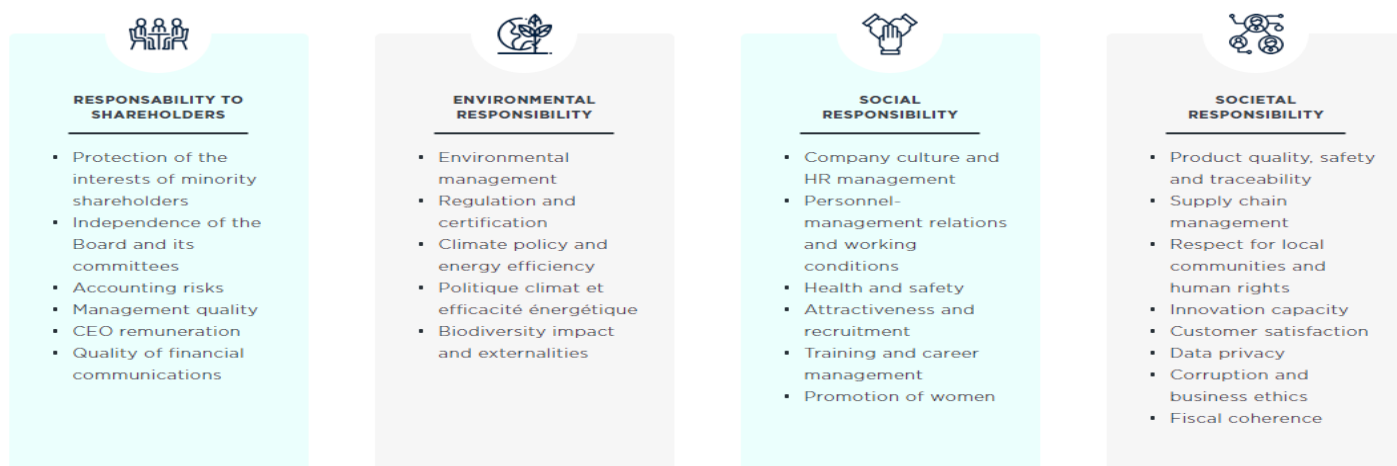 RESPONSABILITY TO
SHAREHOLDERS
▪ Protection of the
interests of minority
shareholders
▪ Independence of the
Board and its
committees
▪ Accounting risks
▪ Management quality
▪ CEO remuneration
▪ Quality of financial
communications
ENVIRONMENTAL
RESPONSIBILITY
▪ Environmental
management
▪ Regulation and
certification
▪ Climate policy and
energy efficiency
▪ Politique climat et
efficacité énergétique
▪ Biodiversity impact
and externalities
SOCIAL
RESPONSIBILITY
▪ Company culture and
HR management
▪ Personnel-
management relations
and working
conditions
▪ Health and safety
▪ Attractiveness and
recruitment
▪ Training and career
management
▪ Promotion of women
SOCIETAL
RESPONSIBILITY
▪ Product quality, safety
and traceability
▪ Supply chain
management
▪ Respect for local
communities and
human rights
▪ Innovation capacity
▪ Customer satisfaction
▪ Data privacy
▪ Corruption and
business ethics
▪ Fiscal coherence